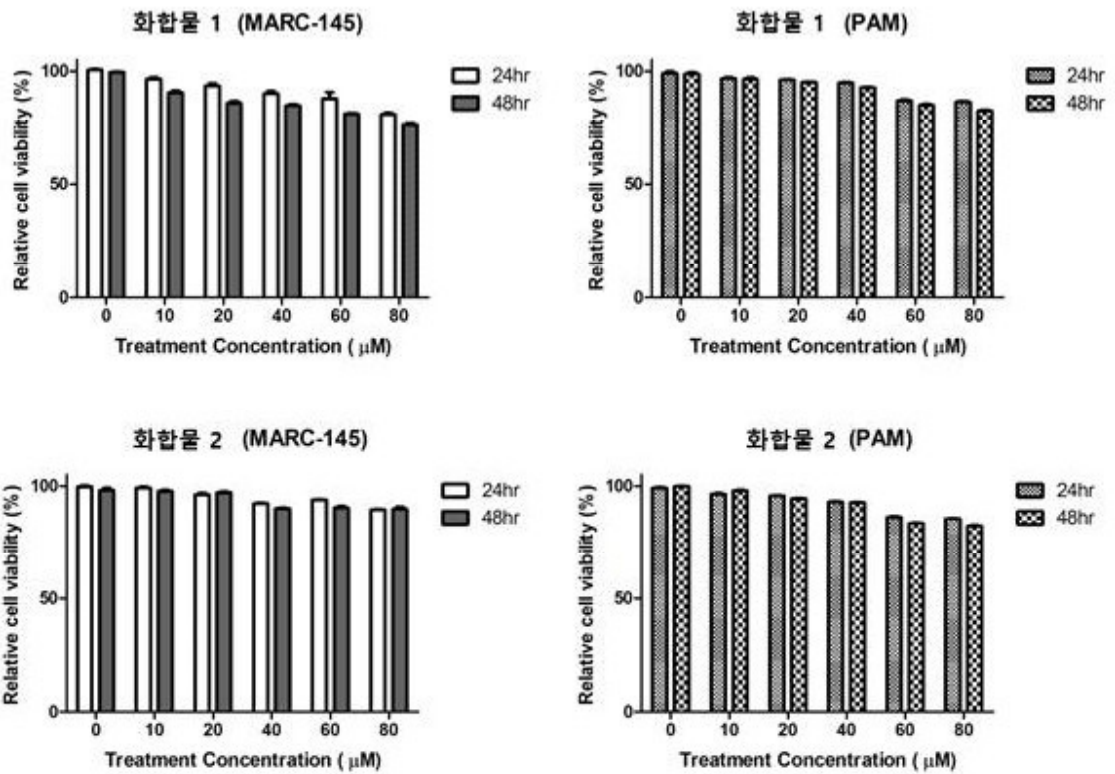 화합물 1 (MARC-145)
Relative cell viability (%)
100
50
0
0 10 20 40 60 80
Treatment Concentration ( μM)
24hr
48hr
화합물 1 (PAM)
Relative cell viability (%)
100
50
0
0 10 20 40 60 80
Treatment Concentration ( μM)
24hr
48hr
화합물 2 (MARC-145)
Relative cell viability (%)
100
50
0
0 10 20 40 60 80
Treatment Concentration ( μM)
24hr
48hr
화합물 2 (PAM)
Relative cell viability (%)
100
50
0
0 10 20 40 60 80
Treatment Concentration ( μM)
24hr
48hr